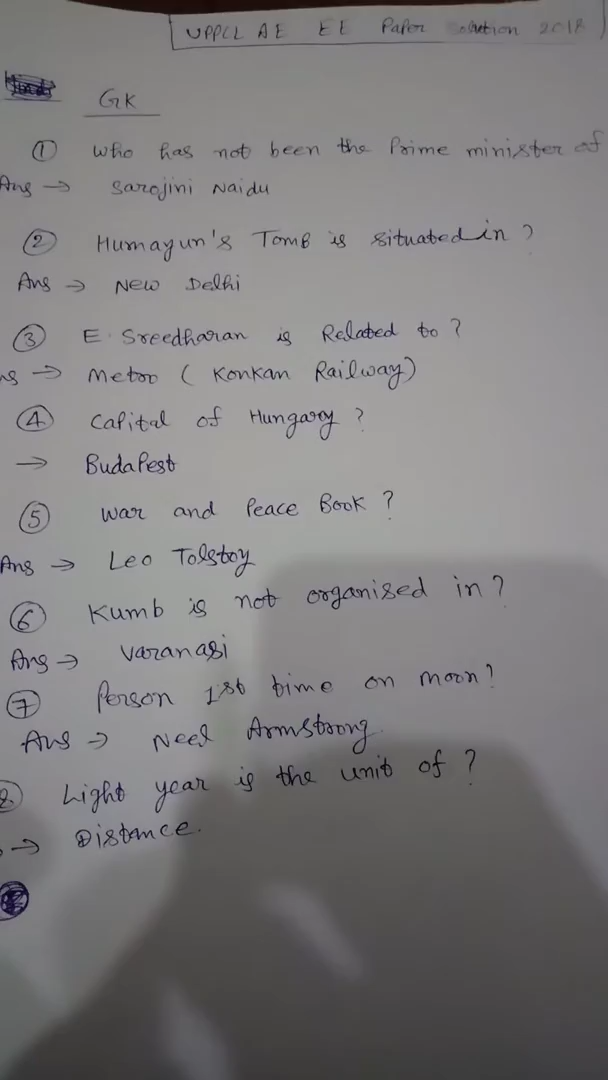 UPPCL AE EE Paper Solution 2018
GK
① Who has not been the Prime minister of
Ans → Sarojini Naidu
② Humayun's Tomb is situated in ?
Ans → New Delhi
③ E. Sreedharan is Related to ?
ns → Metro ( Konkan Railway)
④ Capital of Hungary ?
→ Budapest
⑤ War and Peace Book ?
Ans → Leo Tolstoy
⑥ Kumb is not organised in ?
Ans → Varanasi
⑦ Person 1st time on moon?
Ans → Neel Armstrong.
8 Light year is the unit of ?
→ Distance.